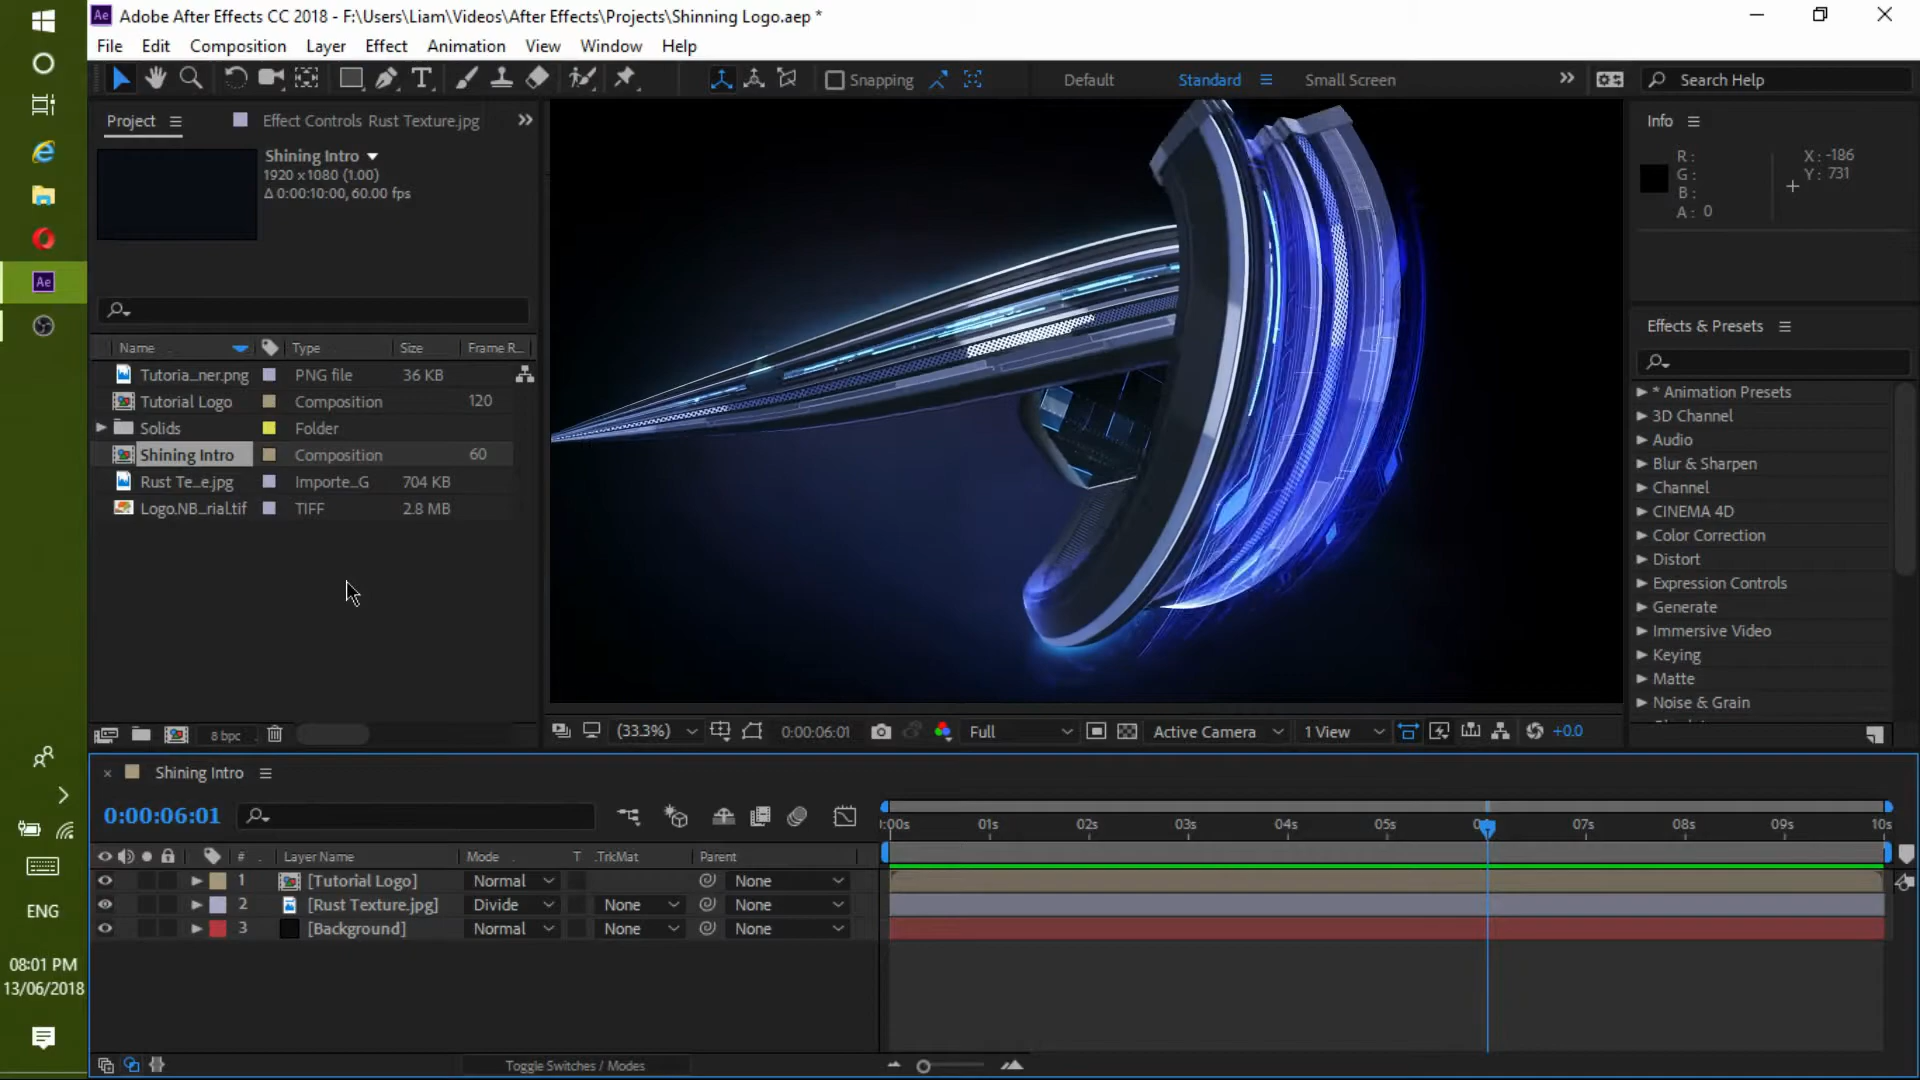 Ae Adobe After Effects CC 2018 - F:\Users\Liam\Videos\After Effects\Projects\Shinning Logo.aep *
File Edit Composition Layer Effect Animation View Window Help
Snapping Default Standard Small Screen Search Help
Project Effect Controls Rust Texture.jpg
Shining Intro
1920 x 1080 (1.00)
Δ 0:00:10:00, 60.00 fps
Name Type Size Frame R...
Tutoria_ner.png PNG file 36 KB
Tutorial Logo Composition 120
Solids Folder
Shining Intro Composition 60
Rust Te_e.jpg Importe_G 704 KB
Logo.NB_rial.tif TIFF 2.8 MB
8 bpc
(33.3%) 0:00:06:01 Full Active Camera 1 View +0.0
Info
R: X: -186
G: Y: 731
B:
A: 0
Effects & Presets
* Animation Presets
3D Channel
Audio
Blur & Sharpen
Channel
CINEMA 4D
Color Correction
Distort
Expression Controls
Generate
Immersive Video
Keying
Matte
Noise & Grain
Shining Intro
0:00:06:01
:00s 01s 02s 03s 04s 05s 07s 08s 09s 10s
# Layer Name Mode T .TrkMat Parent
1 [Tutorial Logo] Normal None
2 [Rust Texture.jpg] Divide None None
3 [Background] Normal None None
Toggle Switches / Modes
Ae
ENG
08:01 PM
13/06/2018